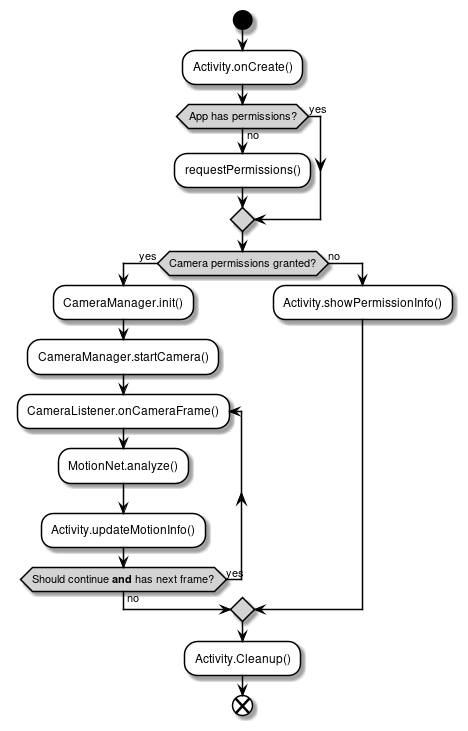 Activity.onCreate()
App has permissions?
yes
no
requestPermissions()
yes
Camera permissions granted?
no
CameraManager.init()
Activity.showPermissionInfo()
CameraManager.startCamera()
CameraListener.onCameraFrame()
MotionNet.analyze()
Activity.updateMotionInfo()
Should continue and has next frame?
yes
no
Activity.Cleanup()